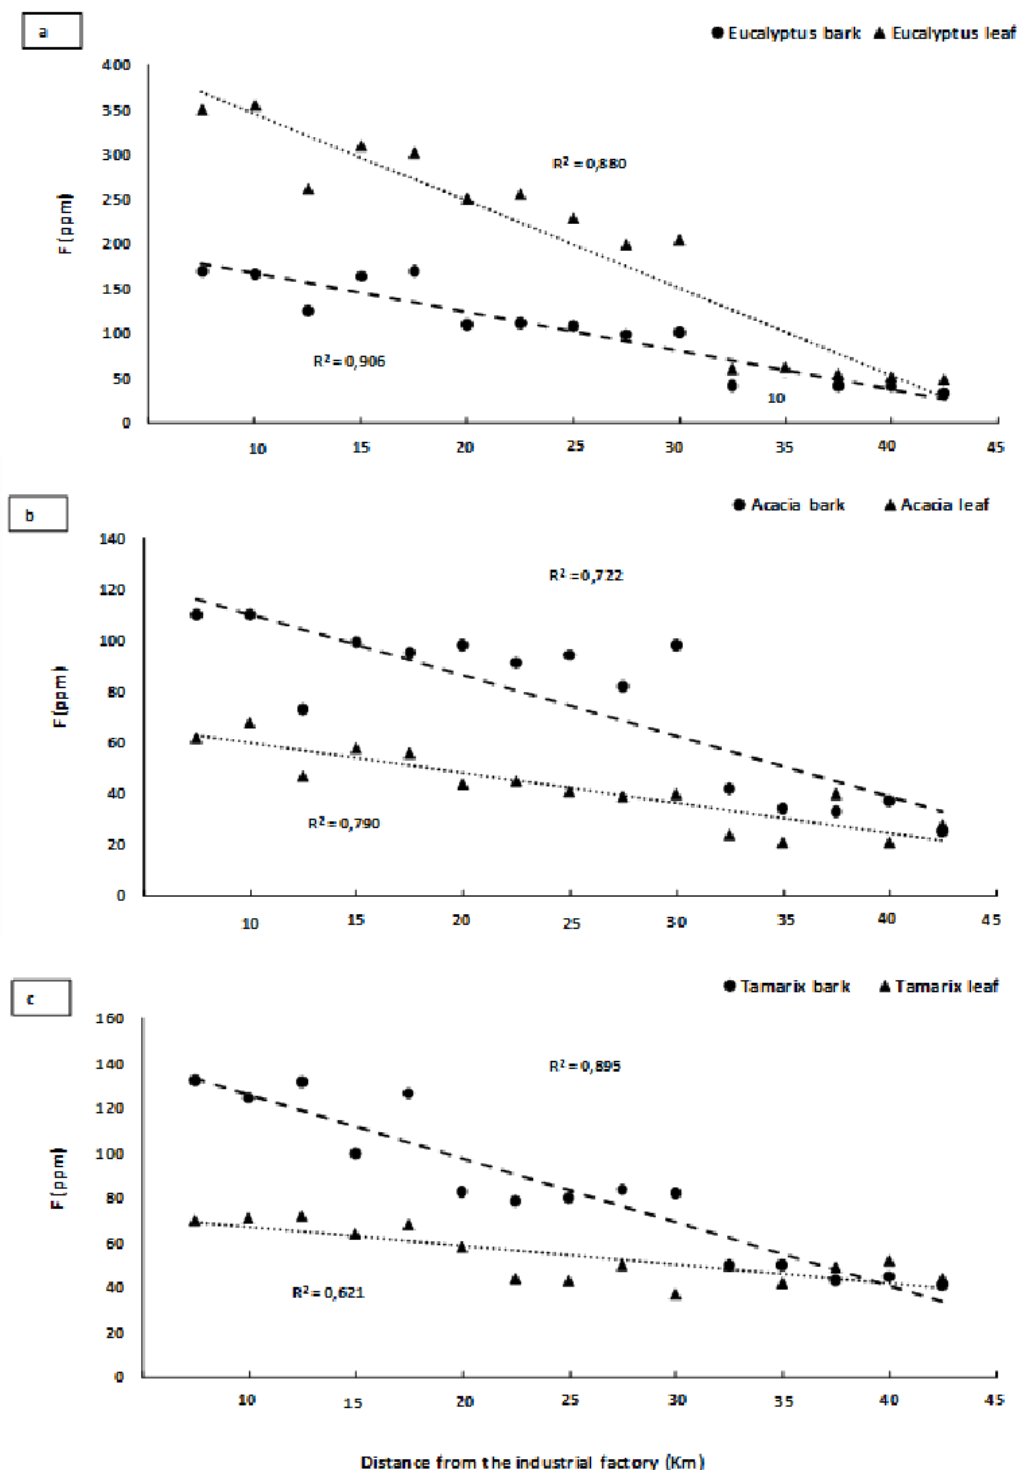 a
Eucalyptus bark Eucalyptus leaf
400
350
300
250
200
150
100
50
0
F (ppm)
R² = 0,880
R² = 0,906
10
10 15 20 25 30 35 40 45
b
Acacia bark Acacia leaf
140
120
100
80
60
40
20
0
F (ppm)
R² = 0,722
R² = 0,790
10 15 20 25 30 35 40 45
c
Tamarix bark Tamarix leaf
160
140
120
100
80
60
40
20
0
F (ppm)
R² = 0,895
R² = 0,621
10 15 20 25 30 35 40 45
Distance from the industrial factory (Km)